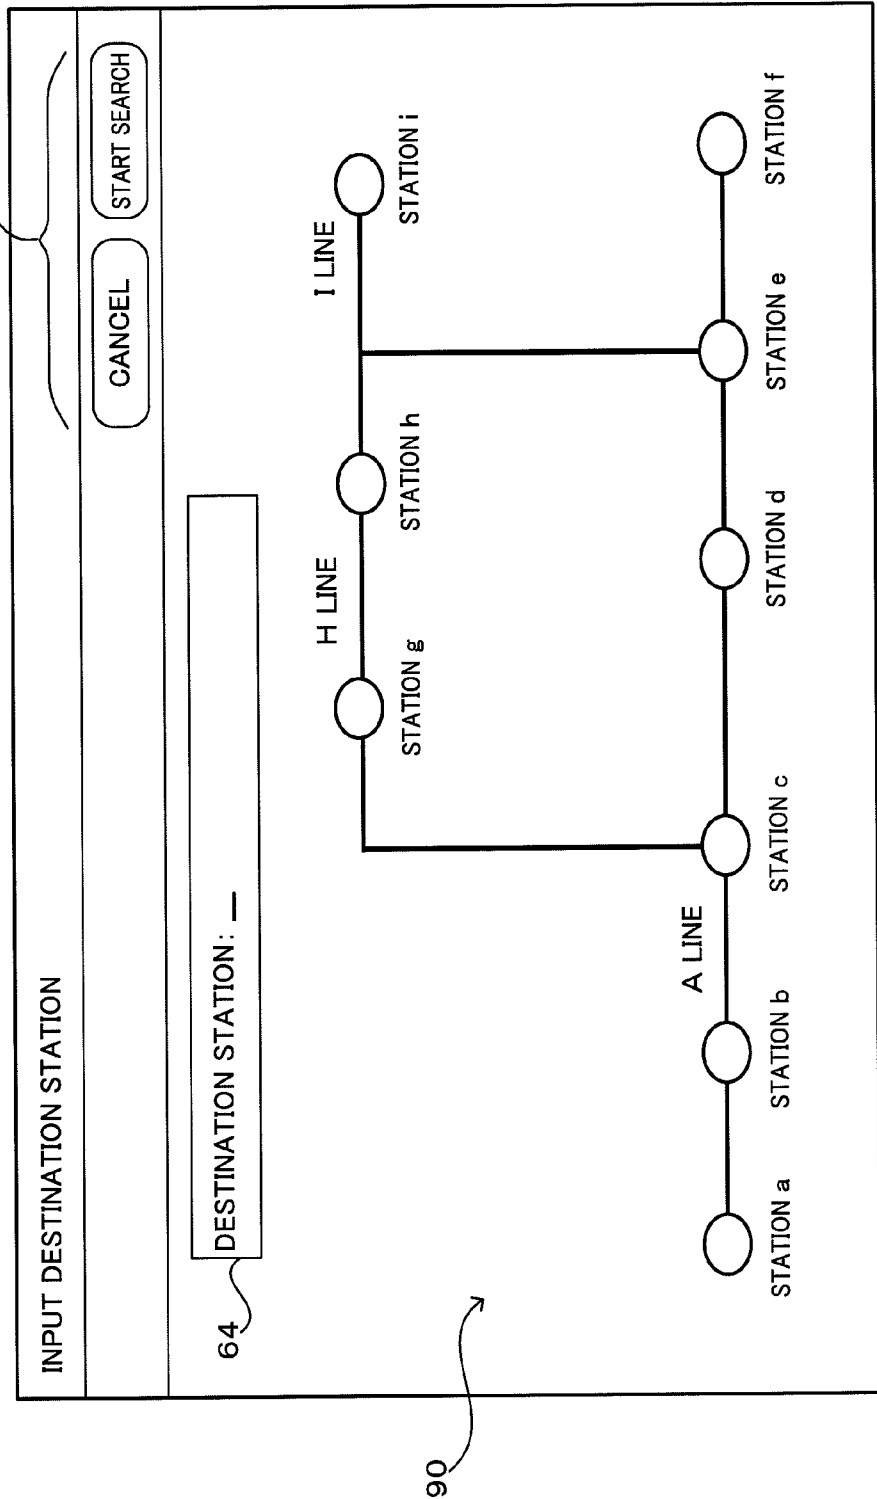 INPUT DESTINATION STATION
CANCEL
START SEARCH
64
DESTINATION STATION: _
H LINE
I LINE
STATION g
STATION h
STATION i
A LINE
STATION a
STATION b
STATION c
STATION d
STATION e
STATION f
90